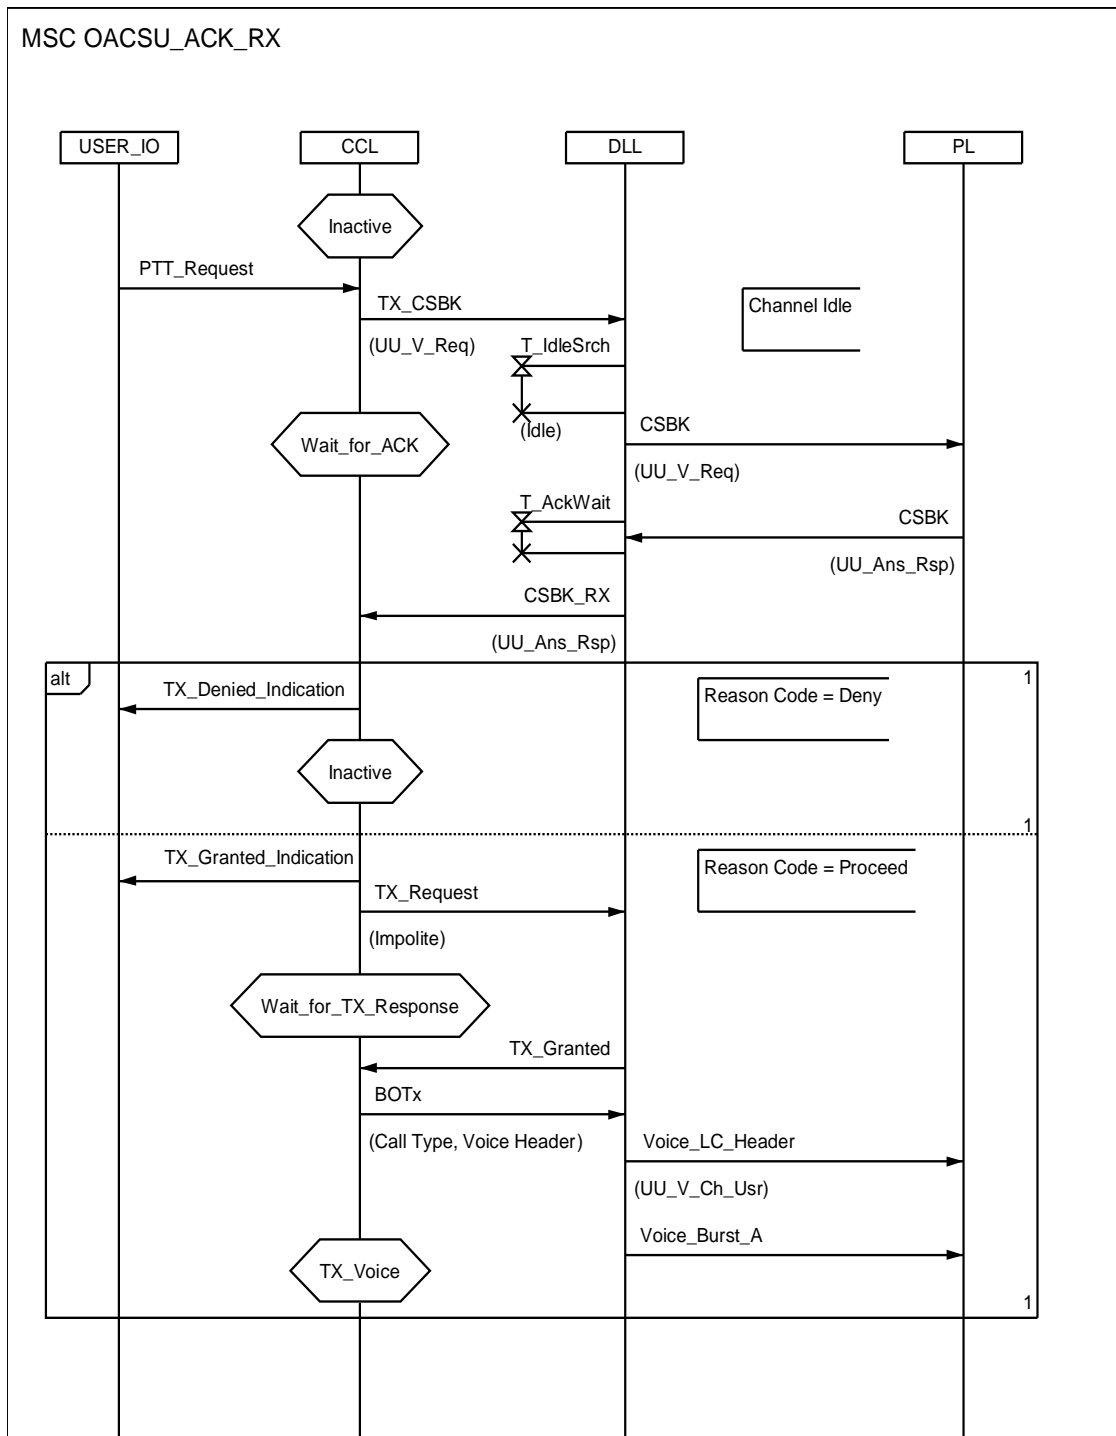 MSC OACSU_ACK_RX
USER_IO
CCL
DLL
PL
Inactive
PTT_Request
TX_CSBK
Channel Idle
(UU_V_Req)
T_IdleSrch
(Idle)
CSBK
Wait_for_ACK
(UU_V_Req)
T_AckWait
CSBK
(UU_Ans_Rsp)
CSBK_RX
(UU_Ans_Rsp)
alt
1
TX_Denied_Indication
Reason Code = Deny
Inactive
1
TX_Granted_Indication
Reason Code = Proceed
TX_Request
(Impolite)
Wait_for_TX_Response
TX_Granted
BOTx
(Call Type, Voice Header)
Voice_LC_Header
(UU_V_Ch_Usr)
Voice_Burst_A
TX_Voice
1